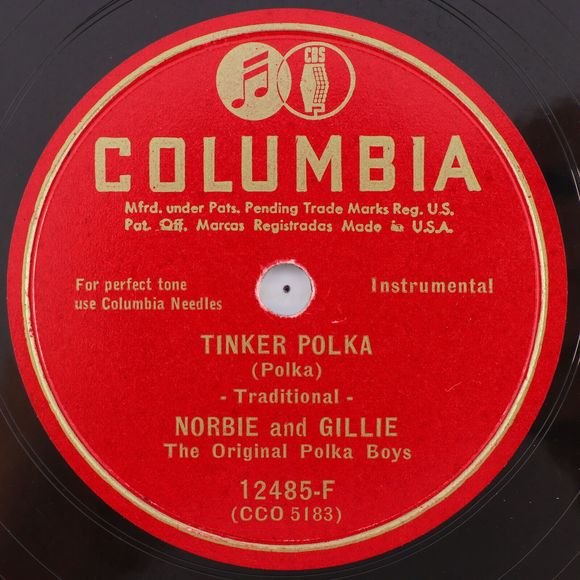 CBS
COLUMBIA
Mfrd. under Pats. Pending Trade Marks Reg. U.S.
Pat. Off. Marcas Registradas Made in U.S.A.
For perfect tone
use Columbia Needles
Instrumental
TINKER POLKA
(Polka)
- Traditional -
NORBIE and GILLIE
The Original Polka Boys
12485-F
(CCO 5183)